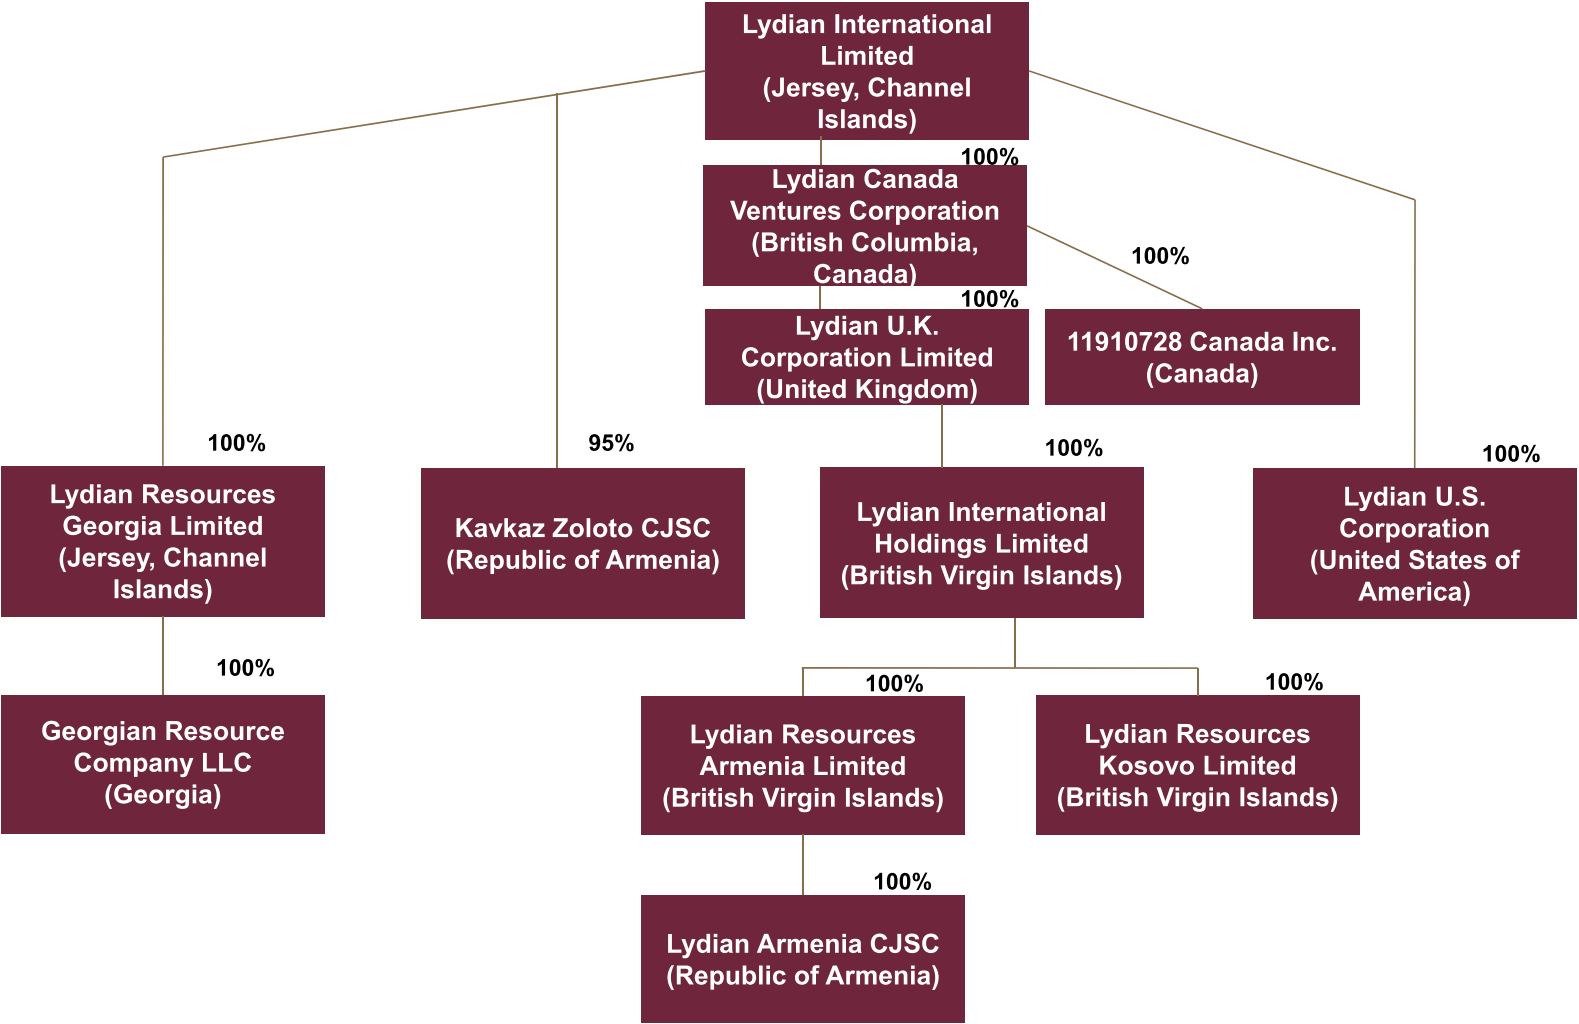 Lydian International
Limited
(Jersey, Channel
Islands)
100%
Lydian Canada
Ventures Corporation
(British Columbia,
Canada)
100%
100%
Lydian U.K.
Corporation Limited
(United Kingdom)
11910728 Canada Inc.
(Canada)
100%
Lydian Resources
Georgia Limited
(Jersey, Channel
Islands)
95%
Kavkaz Zoloto CJSC
(Republic of Armenia)
100%
Lydian International
Holdings Limited
(British Virgin Islands)
100%
Lydian U.S.
Corporation
(United States of
America)
100%
Georgian Resource
Company LLC
(Georgia)
100%
Lydian Resources
Armenia Limited
(British Virgin Islands)
100%
Lydian Resources
Kosovo Limited
(British Virgin Islands)
100%
Lydian Armenia CJSC
(Republic of Armenia)